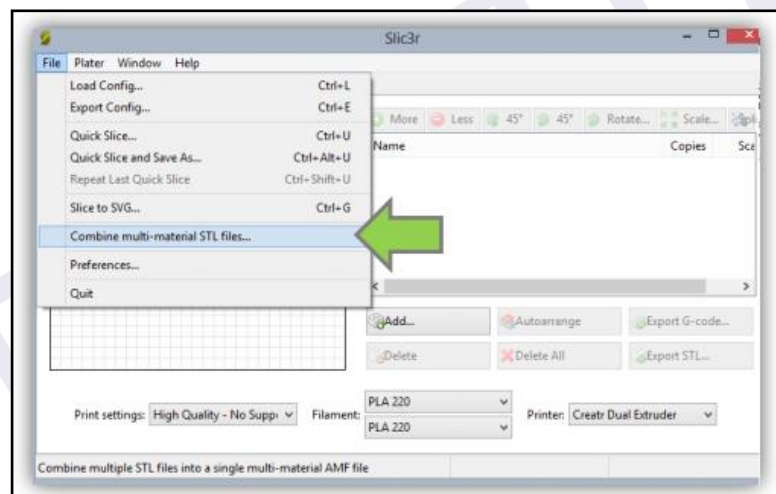 Slic3r
File Plater Window Help
Load Config... Ctrl+L
Export Config... Ctrl+E
Quick Slice... Ctrl+U
Quick Slice and Save As... Ctrl+Alt+U
Repeat Last Quick Slice Ctrl+Shift+U
Slice to SVG... Ctrl+G
Combine multi-material STL files...
Preferences...
Quit
More Less 45° 45° Rotate... Scale...
Name Copies
Add... Autoarrange Export G-code...
Delete Delete All Export STL...
Print settings: High Quality - No Supp Filament: PLA 220 Printer: Creatr Dual Extruder
PLA 220
Combine multiple STL files into a single multi-material AMF file